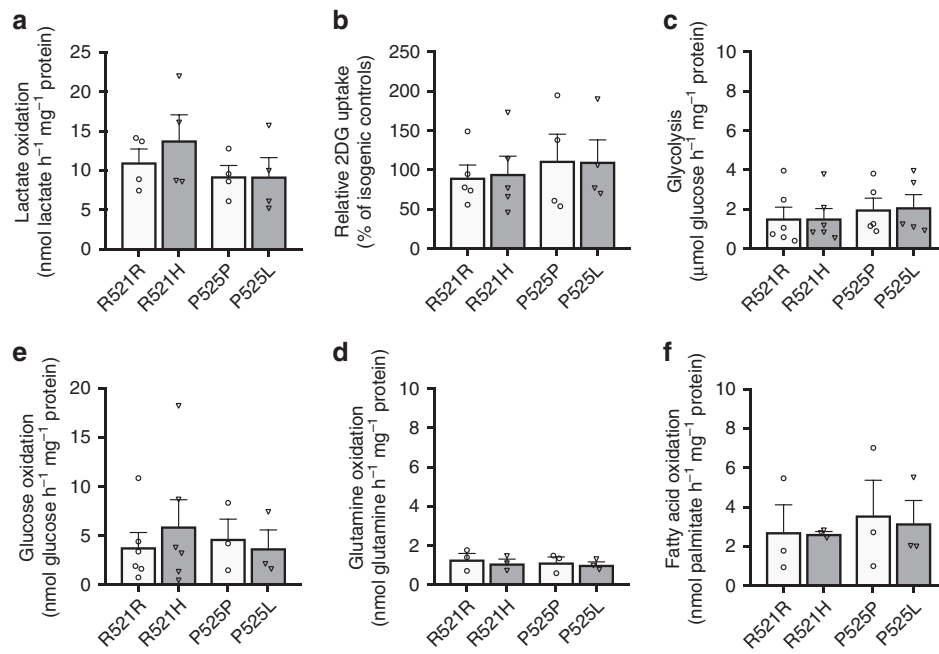 a
Lactate oxidation
(nmol lactate h⁻¹ mg⁻¹ protein)
25
20
15
10
5
0
R521R
R521H
P525P
P525L
b
Relative 2DG uptake
(% of isogenic controls)
250
200
150
100
50
0
R521R
R521H
P525P
P525L
c
Glycolysis
(μmol glucose h⁻¹ mg⁻¹ protein)
10
8
6
4
2
0
R521R
R521H
P525P
P525L
e
Glucose oxidation
(nmol glucose h⁻¹ mg⁻¹ protein)
20
15
10
5
0
R521R
R521H
P525P
P525L
d
Glutamine oxidation
(nmol glutamine h⁻¹ mg⁻¹ protein)
10
8
6
4
2
0
R521R
R521H
P525P
P525L
f
Fatty acid oxidation
(nmol palmitate h⁻¹ mg⁻¹ protein)
10
8
6
4
2
0
R521R
R521H
P525P
P525L